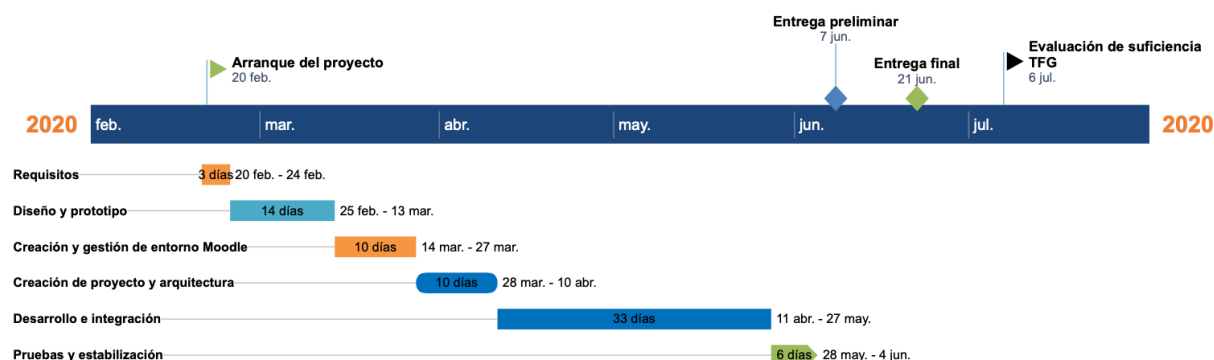 Entrega preliminar
7 jun.
Arranque del proyecto
20 feb.
Entrega final
21 jun.
Evaluación de suficiencia
TFG
6 jul.
2020 feb. mar. abr. may. jun. jul. 2020
Requisitos 3 días 20 feb. - 24 feb.
Diseño y prototipo 14 días 25 feb. - 13 mar.
Creación y gestión de entorno Moodle 10 días 14 mar. - 27 mar.
Creación de proyecto y arquitectura 10 días 28 mar. - 10 abr.
Desarrollo e integración 33 días 11 abr. - 27 may.
Pruebas y estabilización 6 días 28 may. - 4 jun.